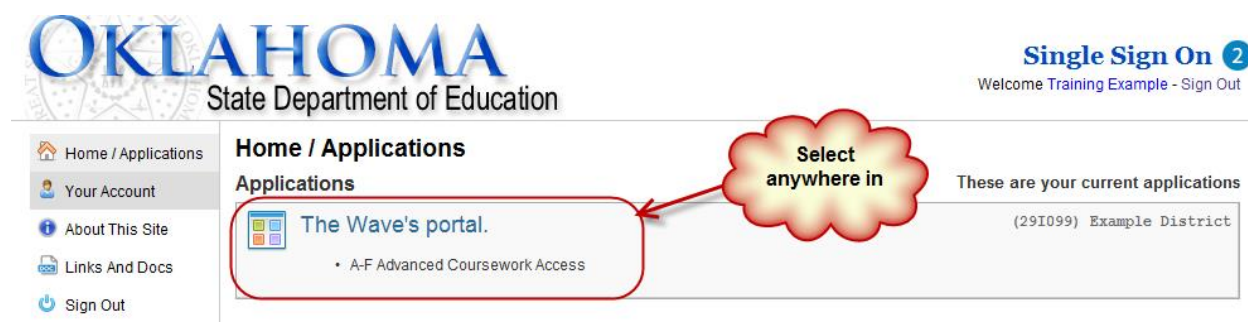 OKLAHOMA
State Department of Education
Single Sign On 2
Welcome Training Example - Sign Out
Home / Applications
Your Account
About This Site
Links And Docs
Sign Out
Home / Applications
Applications
These are your current applications
Select
anywhere in
The Wave's portal.
(29I099) Example District
• A-F Advanced Coursework Access